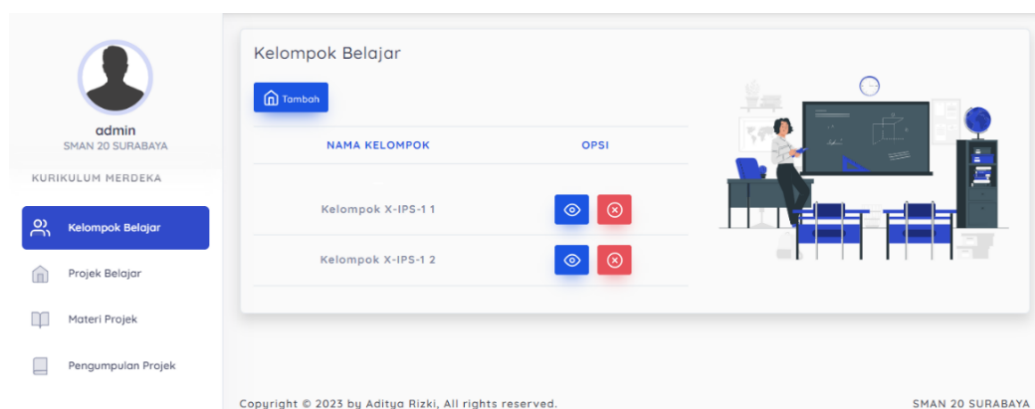 admin
SMAN 20 SURABAYA
KURIKULUM MERDEKA
Kelompok Belajar
Projek Belajar
Materi Projek
Pengumpulan Projek
Kelompok Belajar
Tambah
NAMA KELOMPOK OPSI
Kelompok X-IPS-1 1
Kelompok X-IPS-1 2
Copyright © 2023 by Aditya Rizki, All rights reserved. SMAN 20 SURABAYA